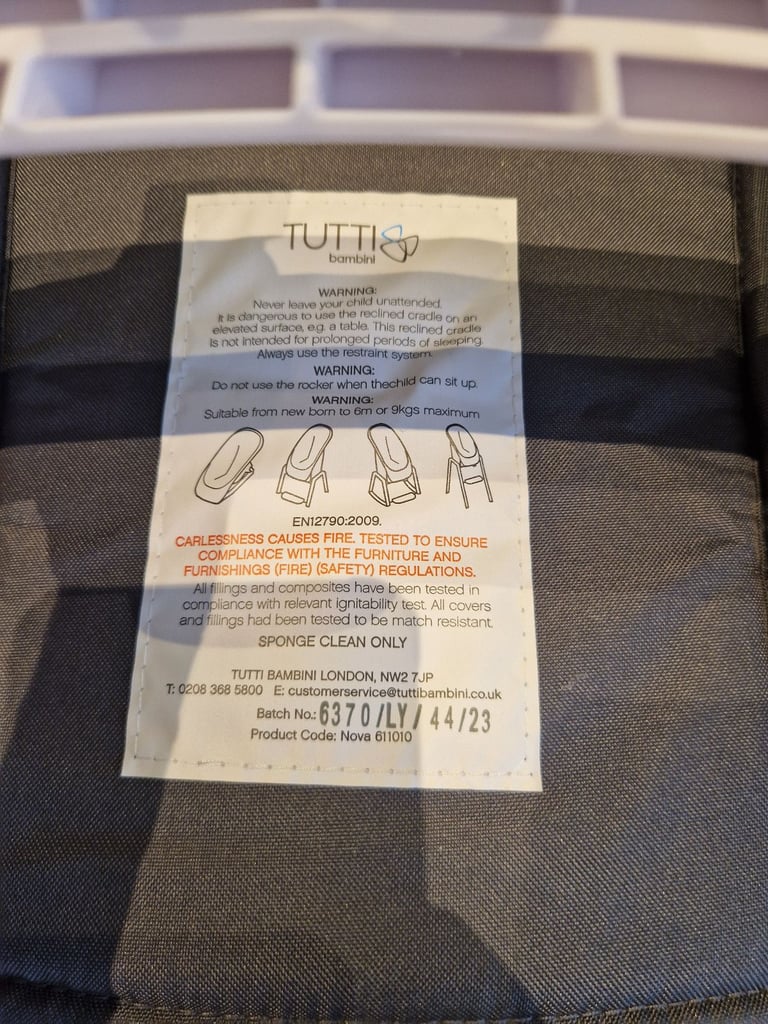 TUTTI
bambini
WARNING:
Never leave your child unattended.
It is dangerous to use the reclined cradle on an
elevated surface, e.g. a table. This reclined cradle
is not intended for prolonged periods of sleeping.
Always use the restraint system.
WARNING:
Do not use the rocker when thechild can sit up.
WARNING:
Suitable from new born to 6m or 9kgs maximum
EN12790:2009.
CARLESSNESS CAUSES FIRE. TESTED TO ENSURE
COMPLIANCE WITH THE FURNITURE AND
FURNISHINGS (FIRE) (SAFETY) REGULATIONS.
All fillings and composites have been tested in
compliance with relevant ignitability test. All covers
and fillings had been tested to be match resistant.
SPONGE CLEAN ONLY
TUTTI BAMBINI LONDON, NW2 7JP
T: 0208 368 5800 E: customerservice@tuttibambini.co.uk
Batch No.: 6370/LY/44/23
Product Code: Nova 611010